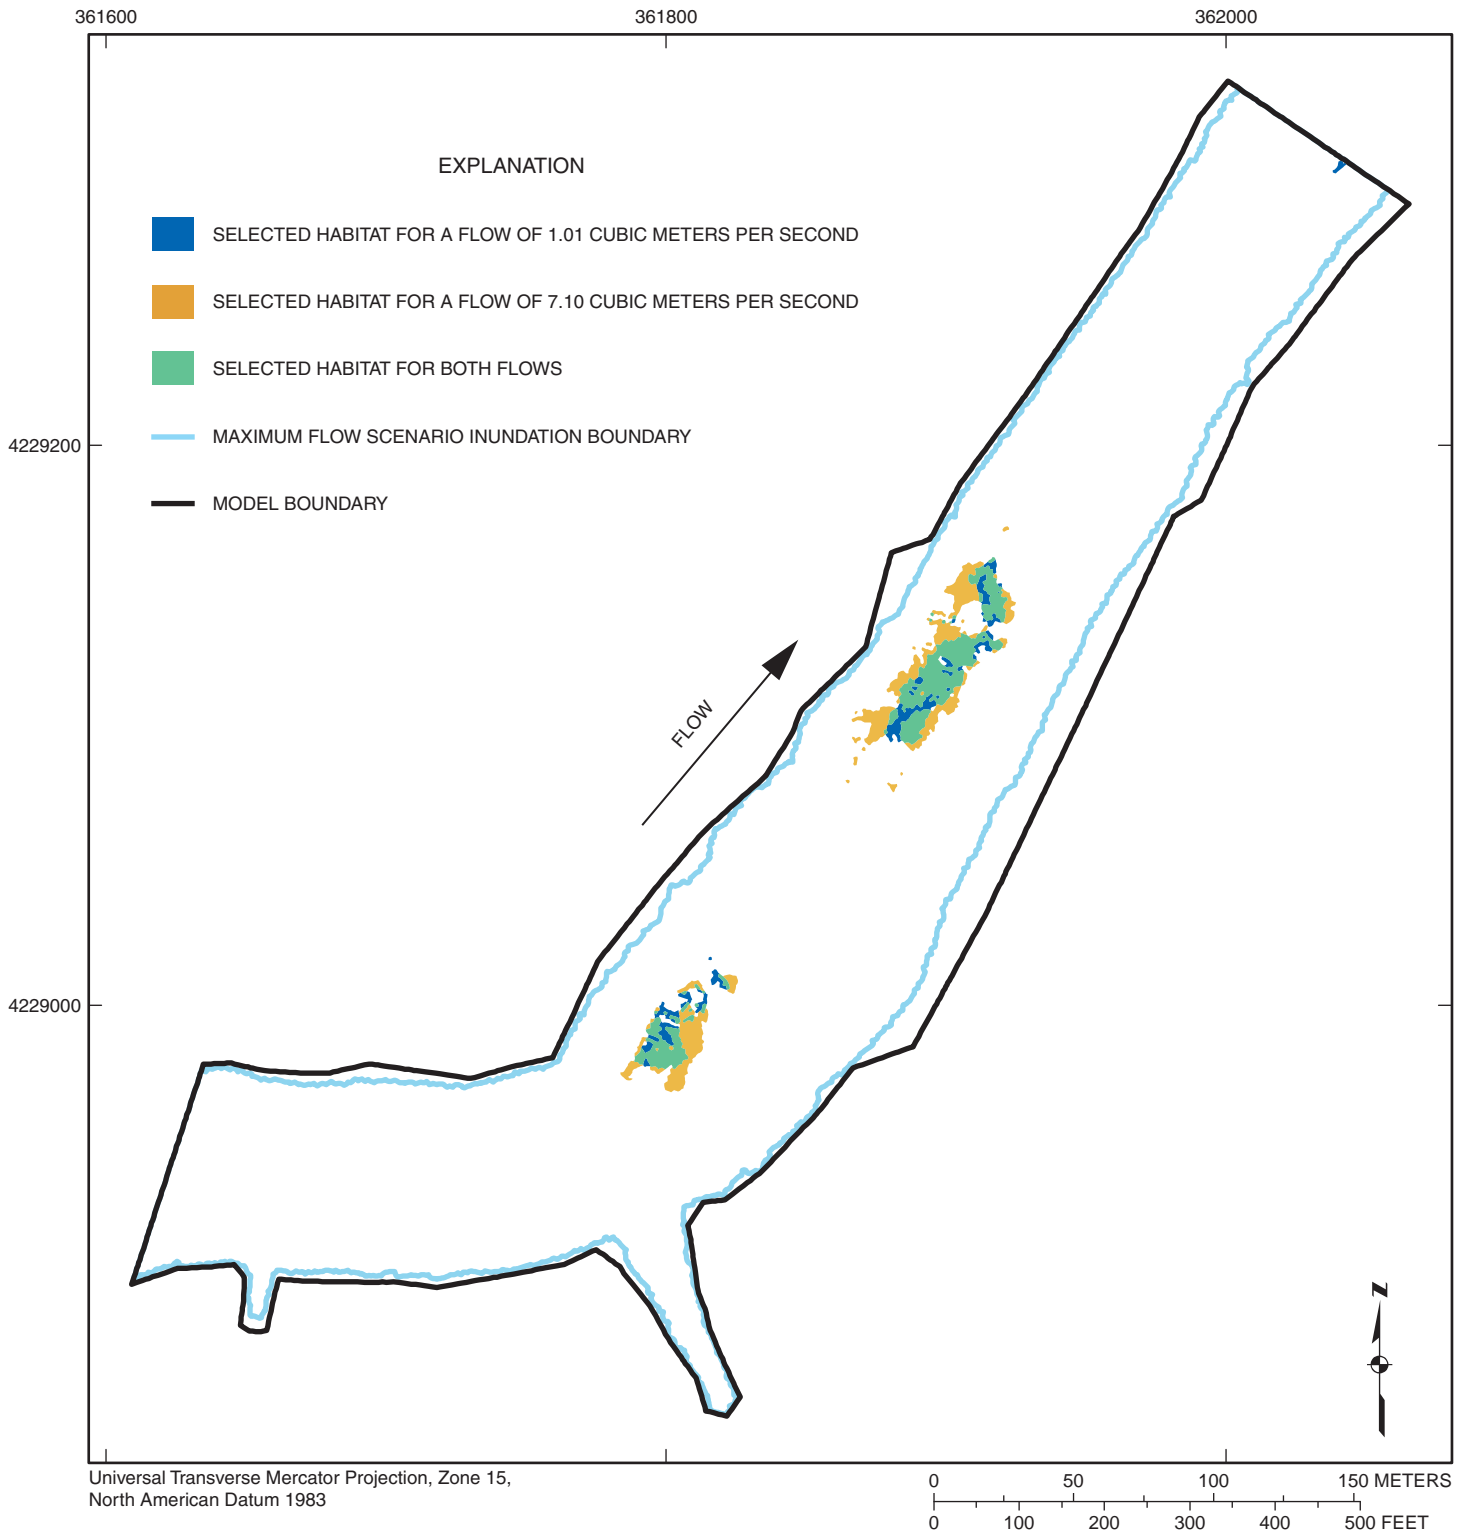 361600 361800 362000
EXPLANATION
SELECTED HABITAT FOR A FLOW OF 1.01 CUBIC METERS PER SECOND
SELECTED HABITAT FOR A FLOW OF 7.10 CUBIC METERS PER SECOND
SELECTED HABITAT FOR BOTH FLOWS
MAXIMUM FLOW SCENARIO INUNDATION BOUNDARY
MODEL BOUNDARY
4229200
FLOW
4229000
N
Universal Transverse Mercator Projection, Zone 15,
North American Datum 1983
0 50 100 150 METERS
0 100 200 300 400 500 FEET